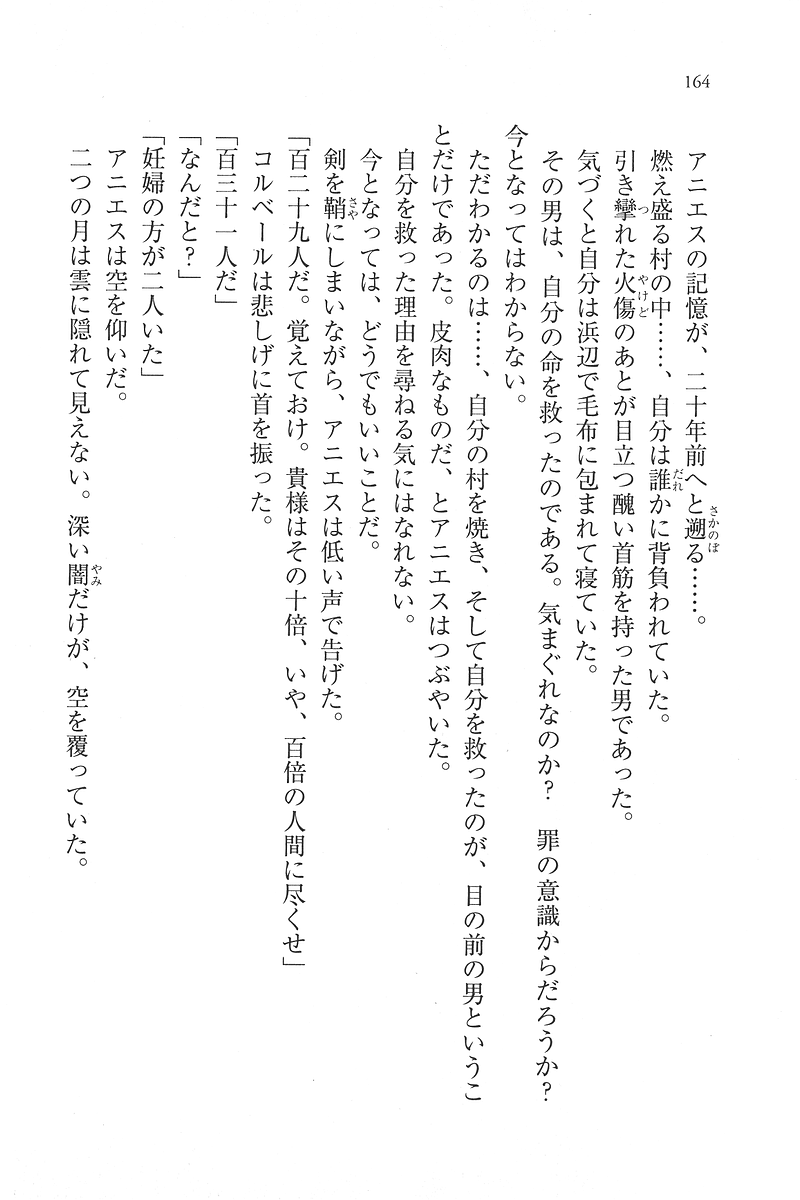 164
アニエスの記憶が、二十年前へと遡る……。
燃え盛る村の中……、自分は誰かに背負われていた。
引き攣れた火傷のあとが目立つ醜い首筋を持った男であった。
気づくと自分は浜辺で毛布に包まれて寝ていた。
その男は、自分の命を救ったのである。気まぐれなのか？　罪の意識からだろうか？
今となってはわからない。
ただわかるのは……、自分の村を焼き、そして自分を救ったのが、目の前の男というこ
とだけであった。皮肉なものだ、とアニエスはつぶやいた。
自分を救った理由を尋ねる気にはなれない。
今となっては、どうでもいいことだ。
剣を鞘にしまいながら、アニエスは低い声で告げた。
「百二十九人だ。覚えておけ。貴様はその十倍、いや、百倍の人間に尽くせ」
コルベールは悲しげに首を振った。
「百三十一人だ」
「なんだと？」
「妊婦の方が二人いた」
アニエスは空を仰いだ。
二つの月は雲に隠れて見えない。深い闇だけが、空を覆っていた。